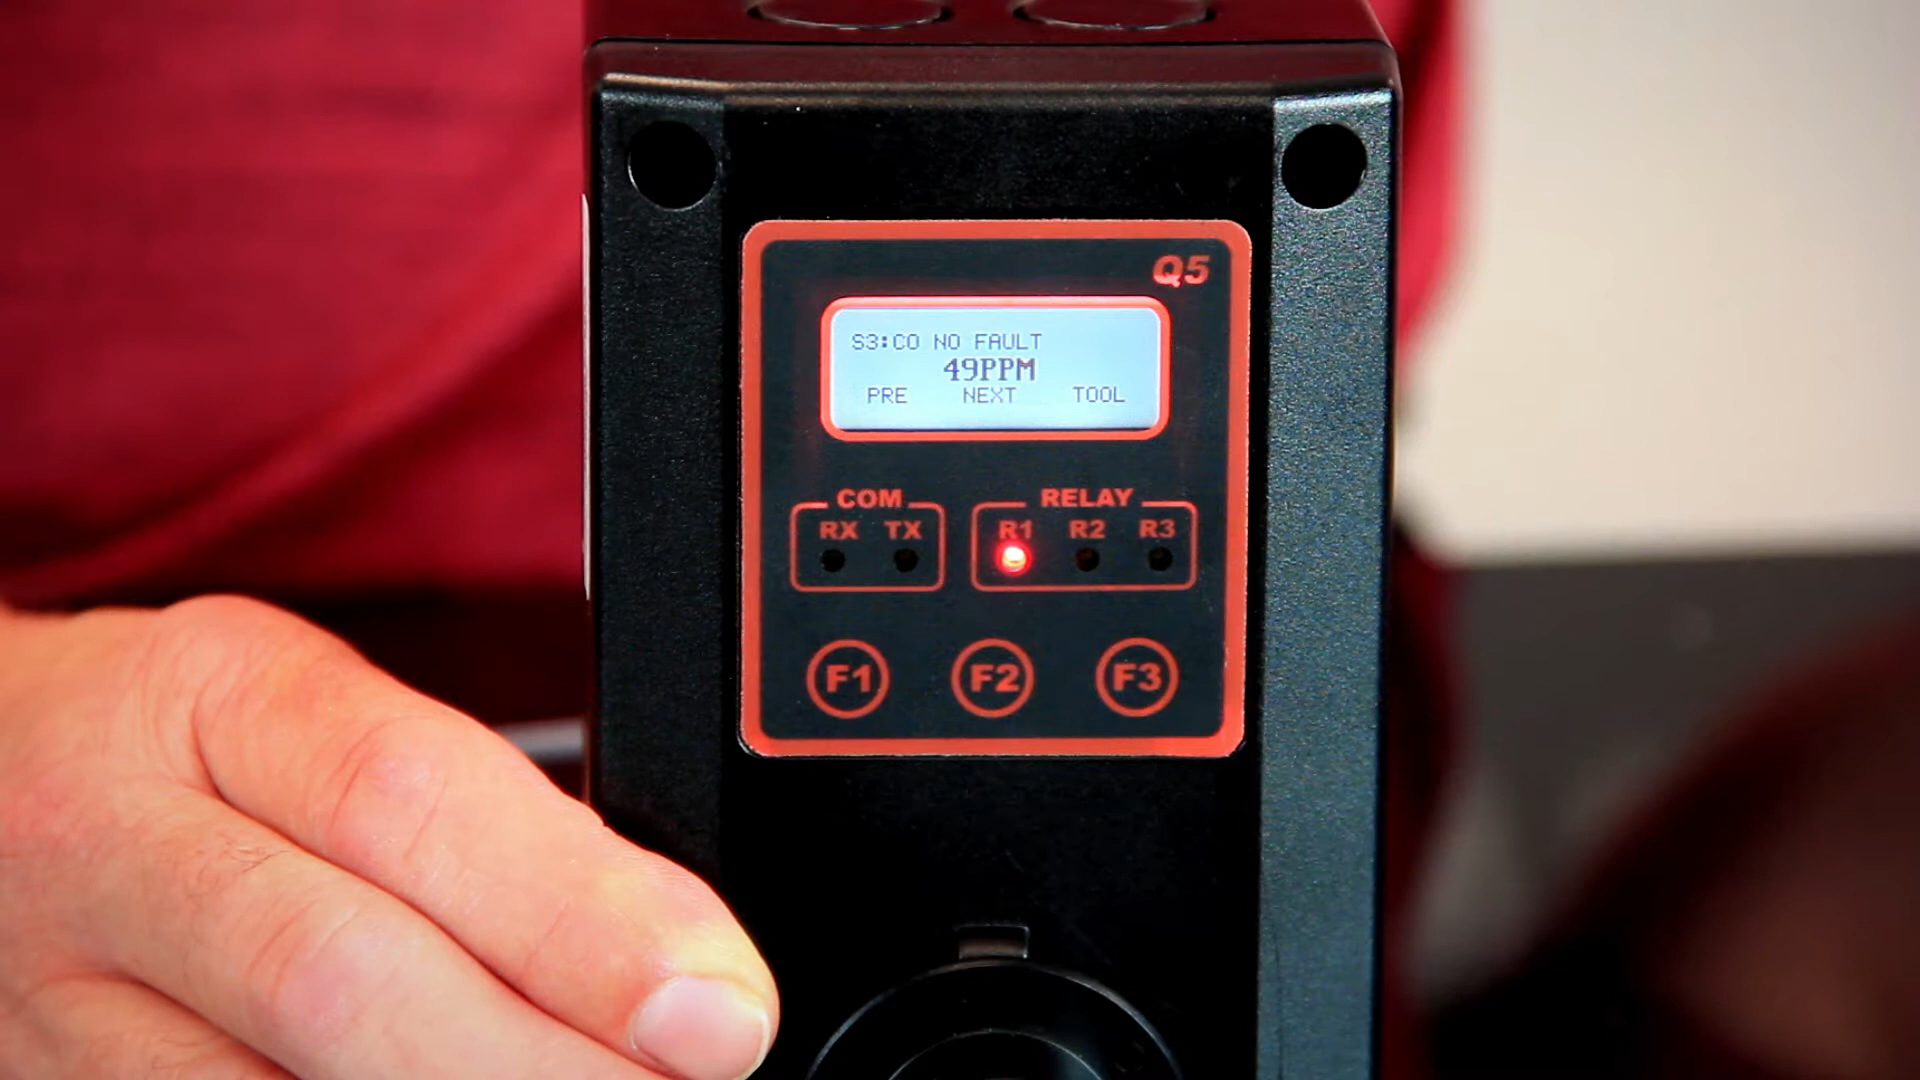 Q5
S3:CO NO FAULT
49PPM
PRE NEXT TOOL
COM RELAY
RX TX R1 R2 R3
F1 F2 F3